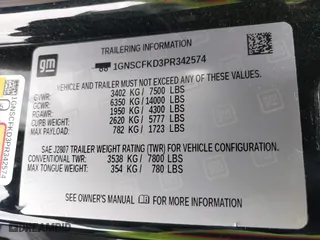 gm
TRAILERING INFORMATION
1GNSCFKD3PR342574
VEHICLE AND TRAILER MUST NOT EXCEED ANY OF THESE:
GVWR: 3402 KG / 7500 LBS
GCWR: 6350 KG / 14000 LBS
RGAWR: 1950 KG / 4300 LBS
CURB WEIGHT: 2620 KG / 5777 LBS
MAX PAYLOAD: 782 KG / 1723 LBS
SAE J2807 TRAILER WEIGHT RATING (TWR) FOR VEHICLE CONFIGURATION.
CONVENTIONAL TWR: 3538 KG / 7800 LBS
MAX TONGUE WEIGHT: 354 KG / 780 LBS
SEE OWNER'S MANUAL FOR MORE INFORMATION
1GNSCFKD3PR342574